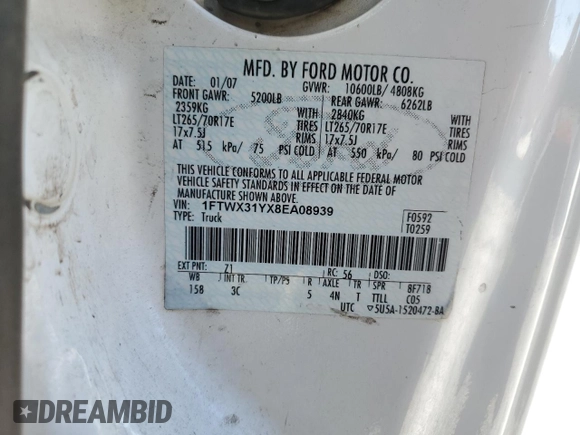 MFD. BY FORD MOTOR CO.
DATE: 01/07 GVWR: 10600LB/ 4808KG
FRONT GAWR: 5200LB REAR GAWR: 6262LB
2359KG WITH 2840KG WITH
LT265/70R17E TIRES LT265/70R17E TIRES
17x7.5J RIMS 17x7.5J RIMS
AT 515 kPa/ 75 PSI COLD AT 550 kPa/ 80 PSI COLD
THIS VEHICLE CONFORMS TO ALL APPLICABLE FEDERAL MOTOR
VEHICLE SAFETY STANDARDS IN EFFECT ON THE DATE OF
MANUFACTURE SHOWN ABOVE.
VIN: 1FTWX31YX8EA08939 F0592
TYPE: Truck T0259
EXT PNT: Z1 RC: 56 DSO:
WB INT TR. TP/PS R AXLE TR SPR BF718
158 3C 5 4N T TTLL C05
UTC ▽5U5A-1520472-BA
DREAMBID